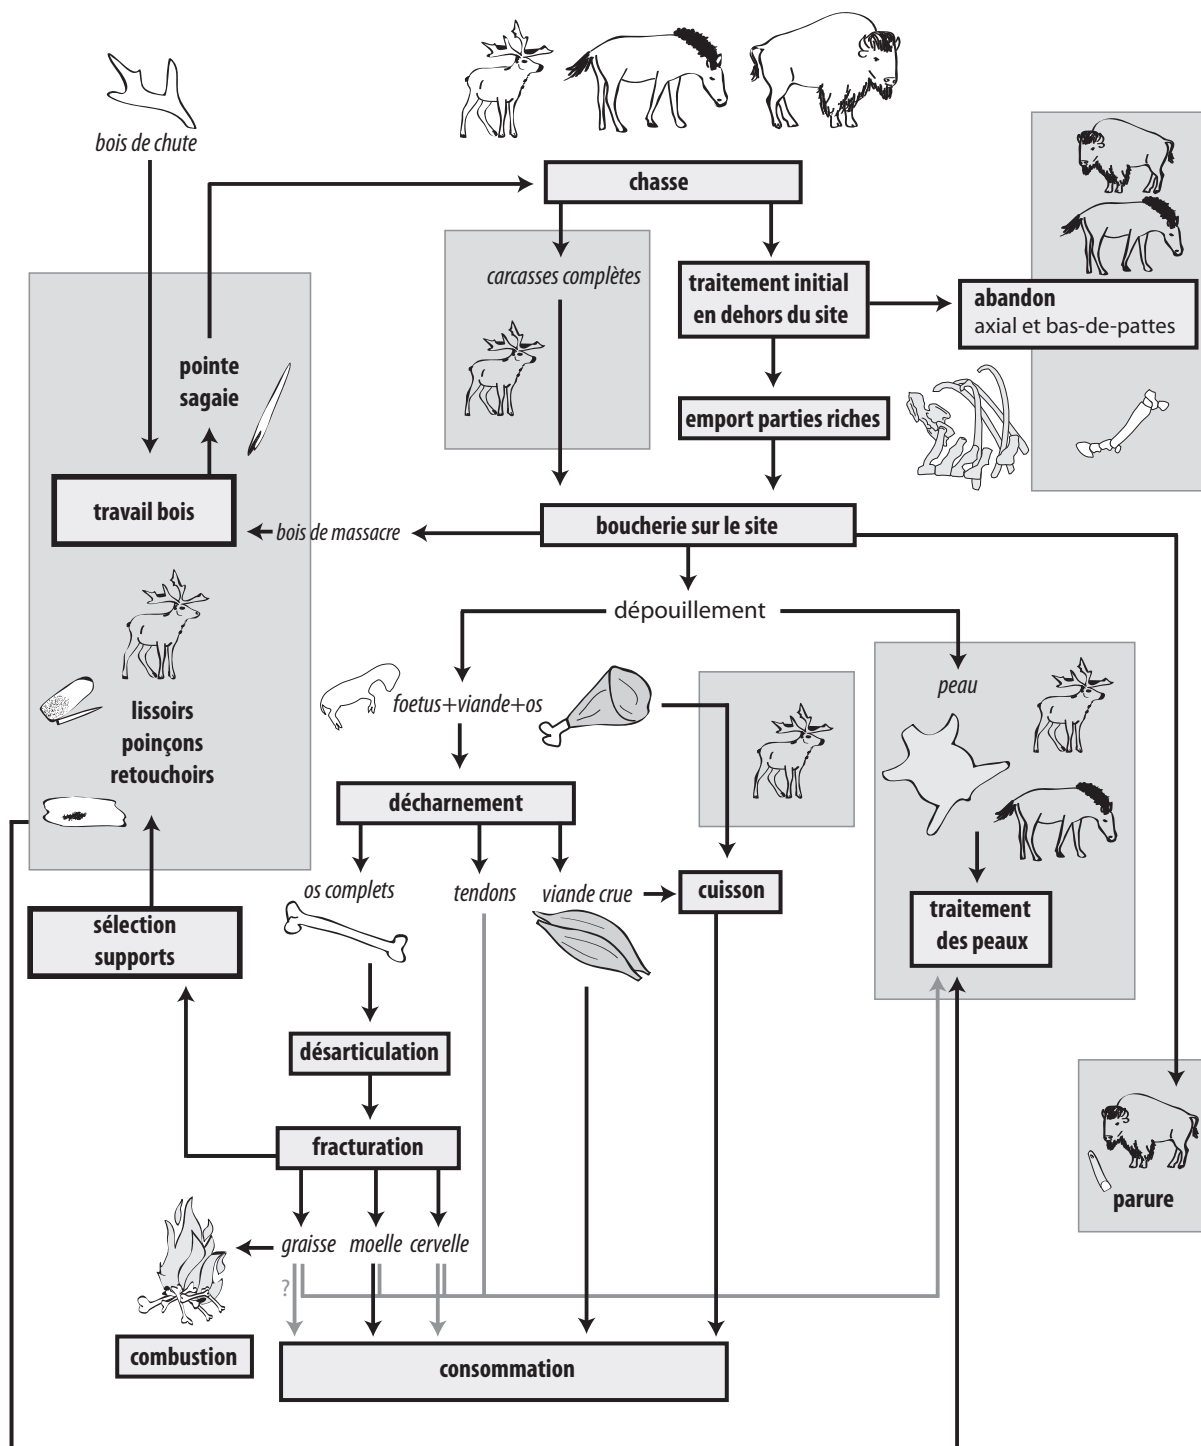 bois de chute
chasse
carcasses complètes
traitement initial
en dehors du site
abandon
axial et bas-de-pattes
pointe
sagaie
emport parties riches
travail bois
bois de massacre
boucherie sur le site
dépouillement
peau
foetus+viande+os
lissoirs
poinçons
retouchoirs
décharnement
os complets
tendons
viande crue
cuisson
traitement
des peaux
sélection
supports
désarticulation
fracturation
parure
graisse
moelle
cervelle
?
combustion
consommation